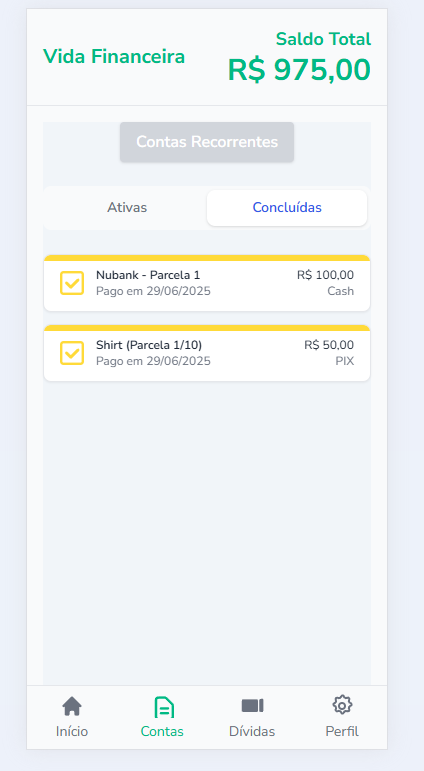 Vida Financeira
Saldo Total
R$ 975,00
Contas Recorrentes
Ativas
Concluídas
Nubank - Parcela 1
R$ 100,00
Pago em 29/06/2025
Cash
Shirt (Parcela 1/10)
R$ 50,00
Pago em 29/06/2025
PIX
Início
Contas
Dívidas
Perfil